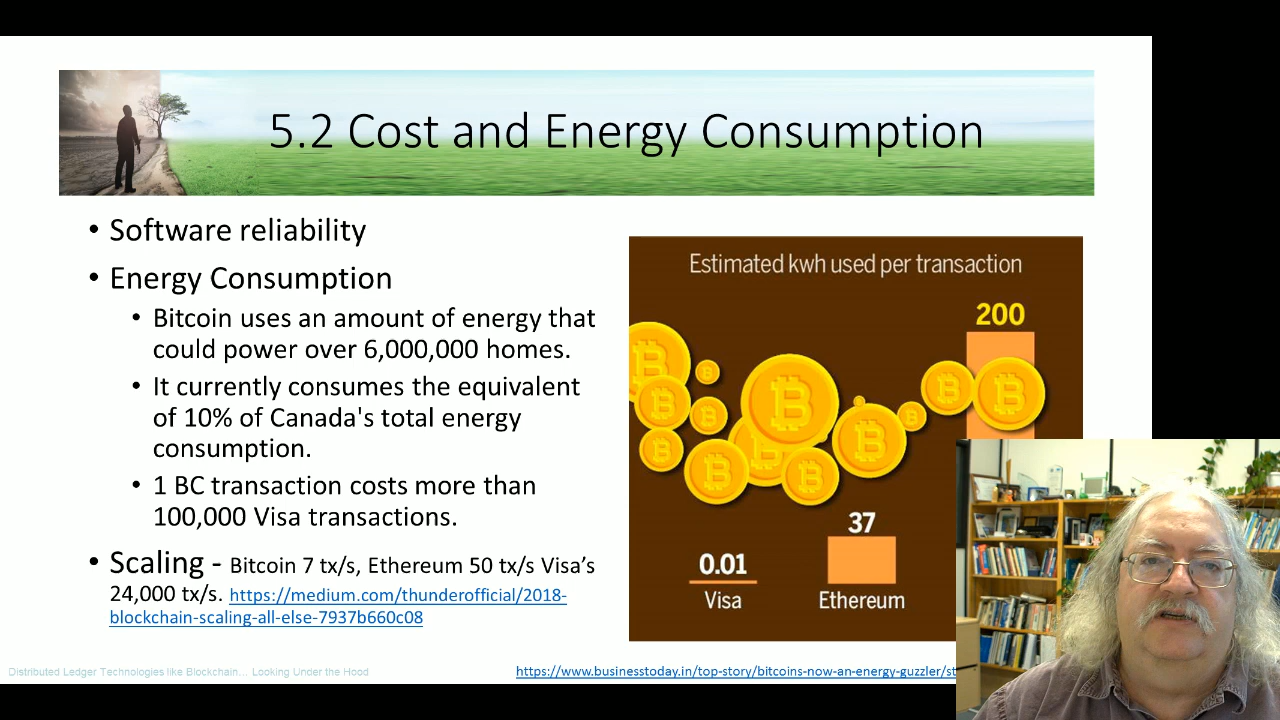 5.2 Cost and Energy Consumption
• Software reliability
• Energy Consumption
• Bitcoin uses an amount of energy that
could power over 6,000,000 homes.
• It currently consumes the equivalent
of 10% of Canada's total energy
consumption.
• 1 BC transaction costs more than
100,000 Visa transactions.
• Scaling - Bitcoin 7 tx/s, Ethereum 50 tx/s Visa’s
24,000 tx/s. https://medium.com/thunderofficial/2018-
blockchain-scaling-all-else-7937b660c08
Estimated kwh used per transaction
200
37
0.01
Visa
Ethereum
Distributed Ledger Technologies like Blockchain... Looking Under the Hood
https://www.businesstoday.in/top-story/bitcoins-now-an-energy-guzzler/st